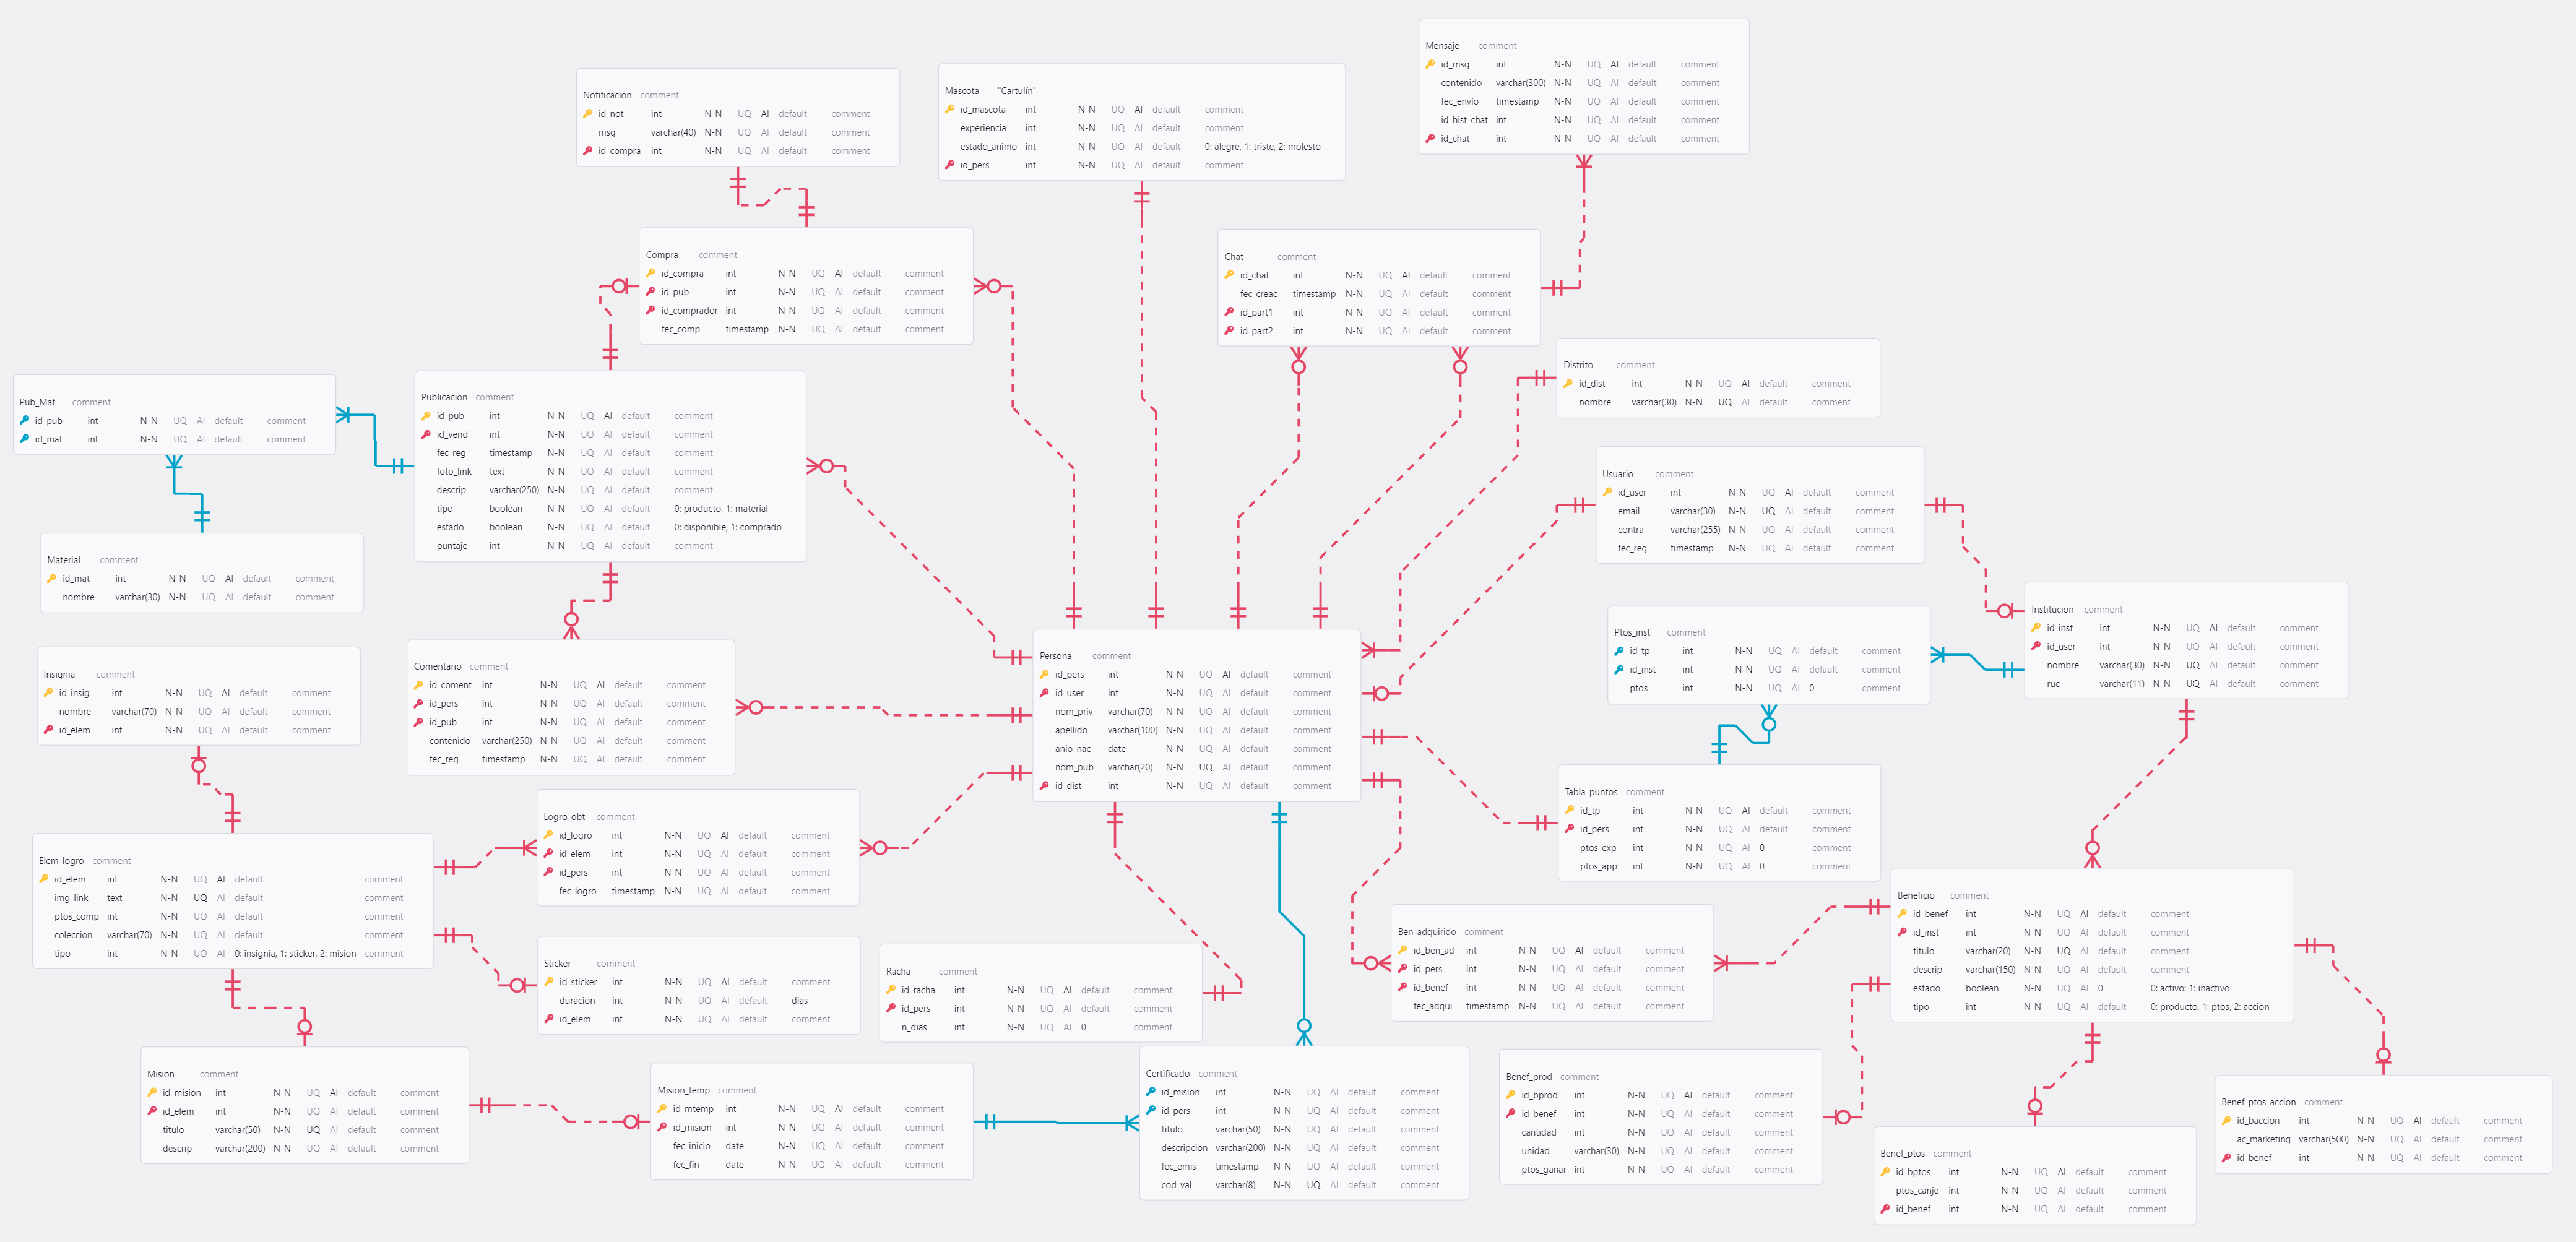 Mensaje comment
id_msg int N-N UQ AI default comment
contenido varchar(300) N-N UQ AI default comment
fec_envío timestamp N-N UQ AI default comment
id_hist_chat int N-N UQ AI default comment
id_chat int N-N UQ AI default comment
Notificacion comment
id_not int N-N UQ AI default comment
msg varchar(40) N-N UQ AI default comment
id_compra int N-N UQ AI default comment
Mascota "Cartulín"
id_mascota int N-N UQ AI default comment
experiencia int N-N UQ AI default comment
estado_animo int N-N UQ AI default 0: alegre, 1: triste, 2: molesto
id_pers int N-N UQ AI default comment
Compra comment
id_compra int N-N UQ AI default comment
id_pub int N-N UQ AI default comment
id_comprador int N-N UQ AI default comment
fec_comp timestamp N-N UQ AI default comment
Chat comment
id_chat int N-N UQ AI default comment
fec_creac timestamp N-N UQ AI default comment
id_part1 int N-N UQ AI default comment
id_part2 int N-N UQ AI default comment
Distrito comment
id_dist int N-N UQ AI default comment
nombre varchar(30) N-N UQ AI default comment
Pub_Mat comment
id_pub int N-N UQ AI default comment
id_mat int N-N UQ AI default comment
Publicacion comment
id_pub int N-N UQ AI default comment
id_vend int N-N UQ AI default comment
fec_reg timestamp N-N UQ AI default comment
foto_link text N-N UQ AI default comment
descrip varchar(250) N-N UQ AI default comment
tipo boolean N-N UQ AI default 0: producto, 1: material
estado boolean N-N UQ AI default 0: disponible, 1: comprado
puntaje int N-N UQ AI default comment
Usuario comment
id_user int N-N UQ AI default comment
email varchar(30) N-N UQ AI default comment
contra varchar(255) N-N UQ AI default comment
fec_reg timestamp N-N UQ AI default comment
Material comment
id_mat int N-N UQ AI default comment
nombre varchar(30) N-N UQ AI default comment
Institucion comment
id_inst int N-N UQ AI default comment
id_user int N-N UQ AI default comment
nombre varchar(30) N-N UQ AI default comment
ruc varchar(11) N-N UQ AI default comment
Ptos_inst comment
id_tp int N-N UQ AI default comment
id_inst int N-N UQ AI default comment
ptos int N-N UQ AI 0 comment
Insignia comment
id_insig int N-N UQ AI default comment
nombre varchar(70) N-N UQ AI default comment
id_elem int N-N UQ AI default comment
Comentario comment
id_coment int N-N UQ AI default comment
id_pers int N-N UQ AI default comment
id_pub int N-N UQ AI default comment
contenido varchar(250) N-N UQ AI default comment
fec_reg timestamp N-N UQ AI default comment
Persona comment
id_pers int N-N UQ AI default comment
id_user int N-N UQ AI default comment
nom_priv varchar(70) N-N UQ AI default comment
apellido varchar(100) N-N UQ AI default comment
anio_nac date N-N UQ AI default comment
nom_pub varchar(20) N-N UQ AI default comment
id_dist int N-N UQ AI default comment
Tabla_puntos comment
id_tp int N-N UQ AI default comment
id_pers int N-N UQ AI default comment
ptos_exp int N-N UQ AI 0 comment
ptos_app int N-N UQ AI 0 comment
Logro_obt comment
id_logro int N-N UQ AI default comment
id_elem int N-N UQ AI default comment
id_pers int N-N UQ AI default comment
fec_logro timestamp N-N UQ AI default comment
Elem_logro comment
id_elem int N-N UQ AI default comment
img_link text N-N UQ AI default comment
ptos_comp int N-N UQ AI default comment
coleccion varchar(70) N-N UQ AI default comment
tipo int N-N UQ AI 0: insignia, 1: sticker, 2: mision comment
Beneficio comment
id_benef int N-N UQ AI default comment
id_inst int N-N UQ AI default comment
titulo varchar(20) N-N UQ AI default comment
descrip varchar(150) N-N UQ AI default comment
estado boolean N-N UQ AI 0 0: activo: 1: inactivo
tipo int N-N UQ AI default 0: producto, 1: ptos, 2: accion
Ben_adquirido comment
id_ben_ad int N-N UQ AI default comment
id_pers int N-N UQ AI default comment
id_benef int N-N UQ AI default comment
fec_adqui timestamp N-N UQ AI default comment
Sticker comment
id_sticker int N-N UQ AI default comment
duracion int N-N UQ AI default dias
id_elem int N-N UQ AI default comment
Racha comment
id_racha int N-N UQ AI default comment
id_pers int N-N UQ AI default comment
n_dias int N-N UQ AI 0 comment
Mision comment
id_mision int N-N UQ AI default comment
id_elem int N-N UQ AI default comment
titulo varchar(50) N-N UQ AI default comment
descrip varchar(200) N-N UQ AI default comment
Mision_temp comment
id_mtemp int N-N UQ AI default comment
id_mision int N-N UQ AI default comment
fec_inicio date N-N UQ AI default comment
fec_fin date N-N UQ AI default comment
Certificado comment
id_mision int N-N UQ AI default comment
id_pers int N-N UQ AI default comment
titulo varchar(50) N-N UQ AI default comment
descripcion varchar(200) N-N UQ AI default comment
fec_emis timestamp N-N UQ AI default comment
cod_val varchar(8) N-N UQ AI default comment
Benef_prod comment
id_bprod int N-N UQ AI default comment
id_benef int N-N UQ AI default comment
cantidad int N-N UQ AI default comment
unidad varchar(30) N-N UQ AI default comment
ptos_ganar int N-N UQ AI default comment
Benef_ptos_accion comment
id_baccion int N-N UQ AI default comment
ac_marketing varchar(500) N-N UQ AI default comment
id_benef int N-N UQ AI default comment
Benef_ptos comment
id_bptos int N-N UQ AI default comment
ptos_canje int N-N UQ AI default comment
id_benef int N-N UQ AI default comment